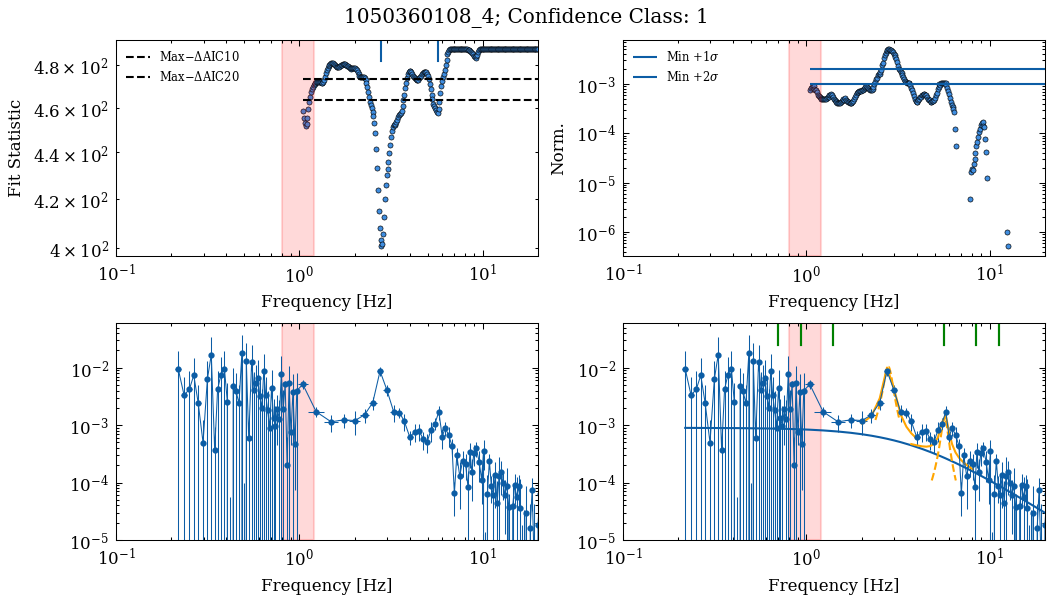 1050360108_4; Confidence Class: 1
Fit Statistic
4.8 × 10²
4.6 × 10²
4.4 × 10²
4.2 × 10²
4 × 10²
Max−ΔAIC10
Max−ΔAIC20
10⁻¹ 10⁰ 10¹
Frequency [Hz]
Norm.
10⁻³
10⁻⁴
10⁻⁵
10⁻⁶
Min +1σ
Min +2σ
10⁻¹ 10⁰ 10¹
Frequency [Hz]
10⁻²
10⁻³
10⁻⁴
10⁻⁵
10⁻¹ 10⁰ 10¹
Frequency [Hz]
10⁻²
10⁻³
10⁻⁴
10⁻⁵
10⁻¹ 10⁰ 10¹
Frequency [Hz]